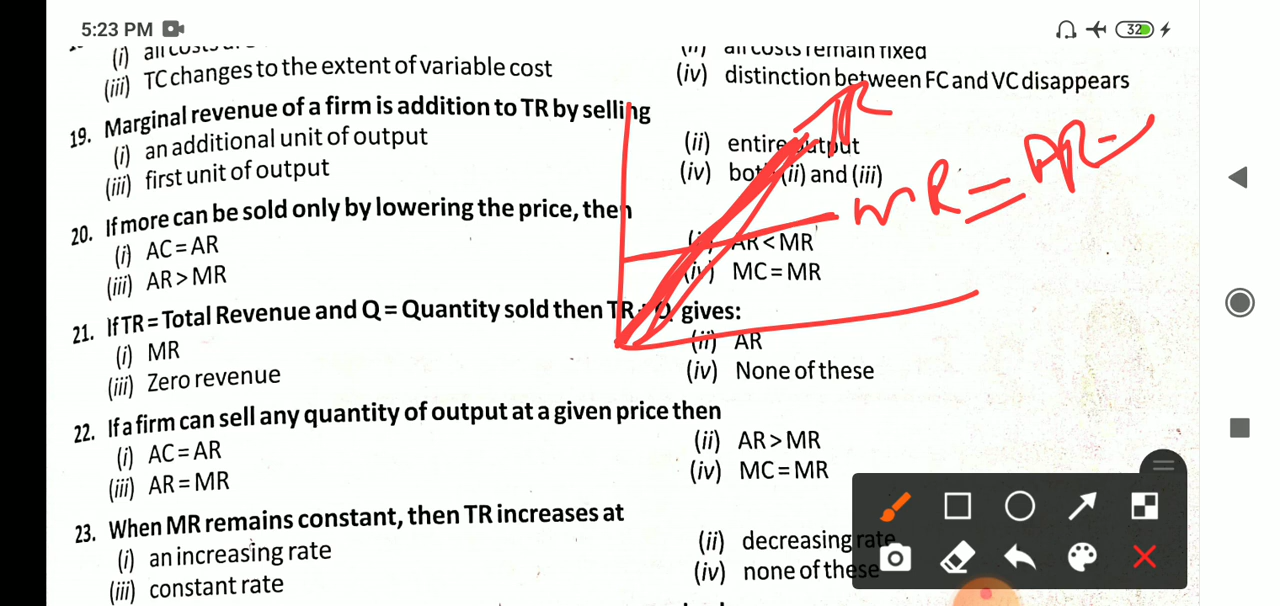 5:23 PM
32
(iii) TC changes to the extent of variable cost
(ii) all costs remain fixed
(iv) distinction between FC and VC disappears
19. Marginal revenue of a firm is addition to TR by selling
(i) an additional unit of output
(ii) entire output
(iii) first unit of output
(iv) both (ii) and (iii)
20. If more can be sold only by lowering the price, then
(i) AC = AR
AR < MR
(iii) AR > MR
(iv) MC = MR
21. If TR = Total Revenue and Q = Quantity sold then TR Q gives:
(i) MR
(ii) AR
(iii) Zero revenue
(iv) None of these
22. If a firm can sell any quantity of output at a given price then
(i) AC = AR
(ii) AR > MR
(iii) AR = MR
(iv) MC = MR
23. When MR remains constant, then TR increases at
(i) an increasing rate
(ii) decreasing rate
(iii) constant rate
(iv) none of these
TR
MR = AR